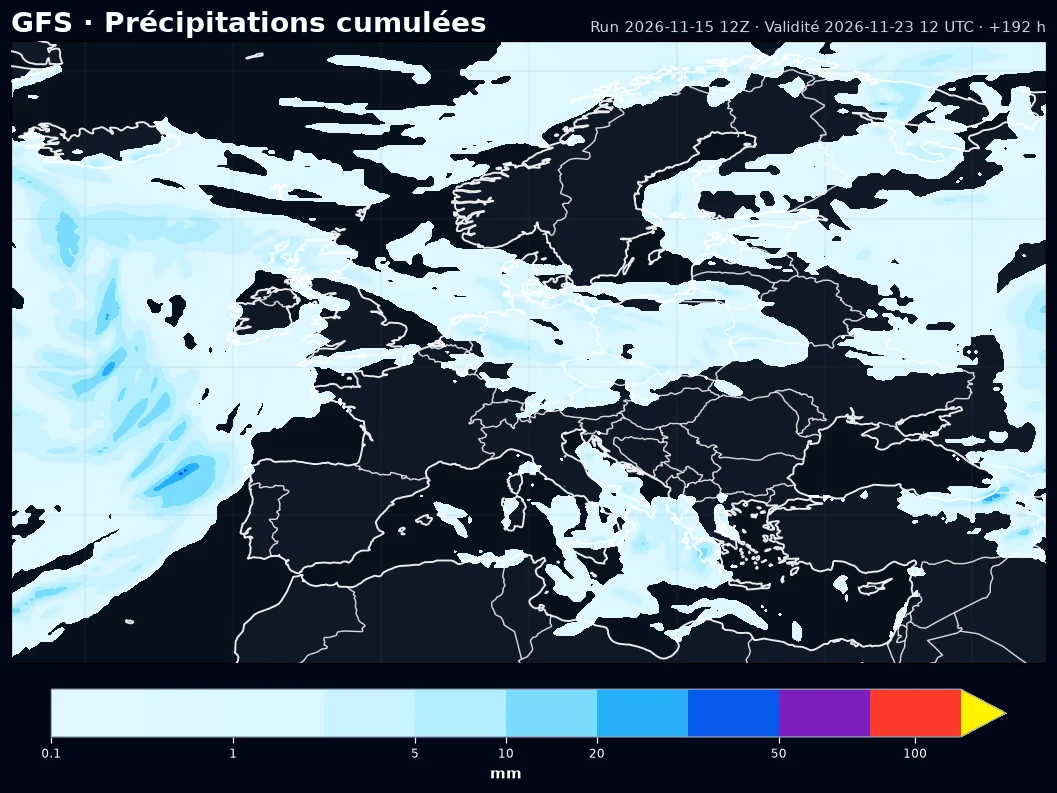 GFS · Précipitations cumulées
Run 2026-11-15 12Z · Validité 2026-11-23 12 UTC · +192 h
0.1 1 5 10 20 50 100
mm